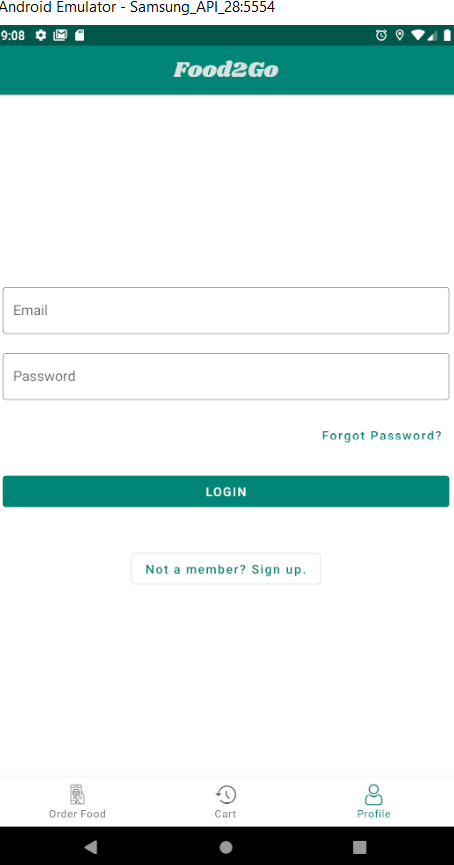 Android Emulator - Samsung_API_28:5554
9:08
Food2Go
Email
Password
Forgot Password?
LOGIN
Not a member? Sign up.
Order Food
Cart
Profile